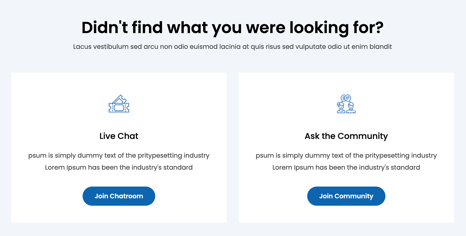 Didn't find what you were looking for?
Lacus vestibulum sed arcu non odio euismod lacinia at quis risus sed vulputate odio ut enim blandit
Live Chat
psum is simply dummy text of the pritypesetting industry
Lorem Ipsum has been the industry's standard
Join Chatroom
Ask the Community
psum is simply dummy text of the pritypesetting industry
Lorem Ipsum has been the industry's standard
Join Community